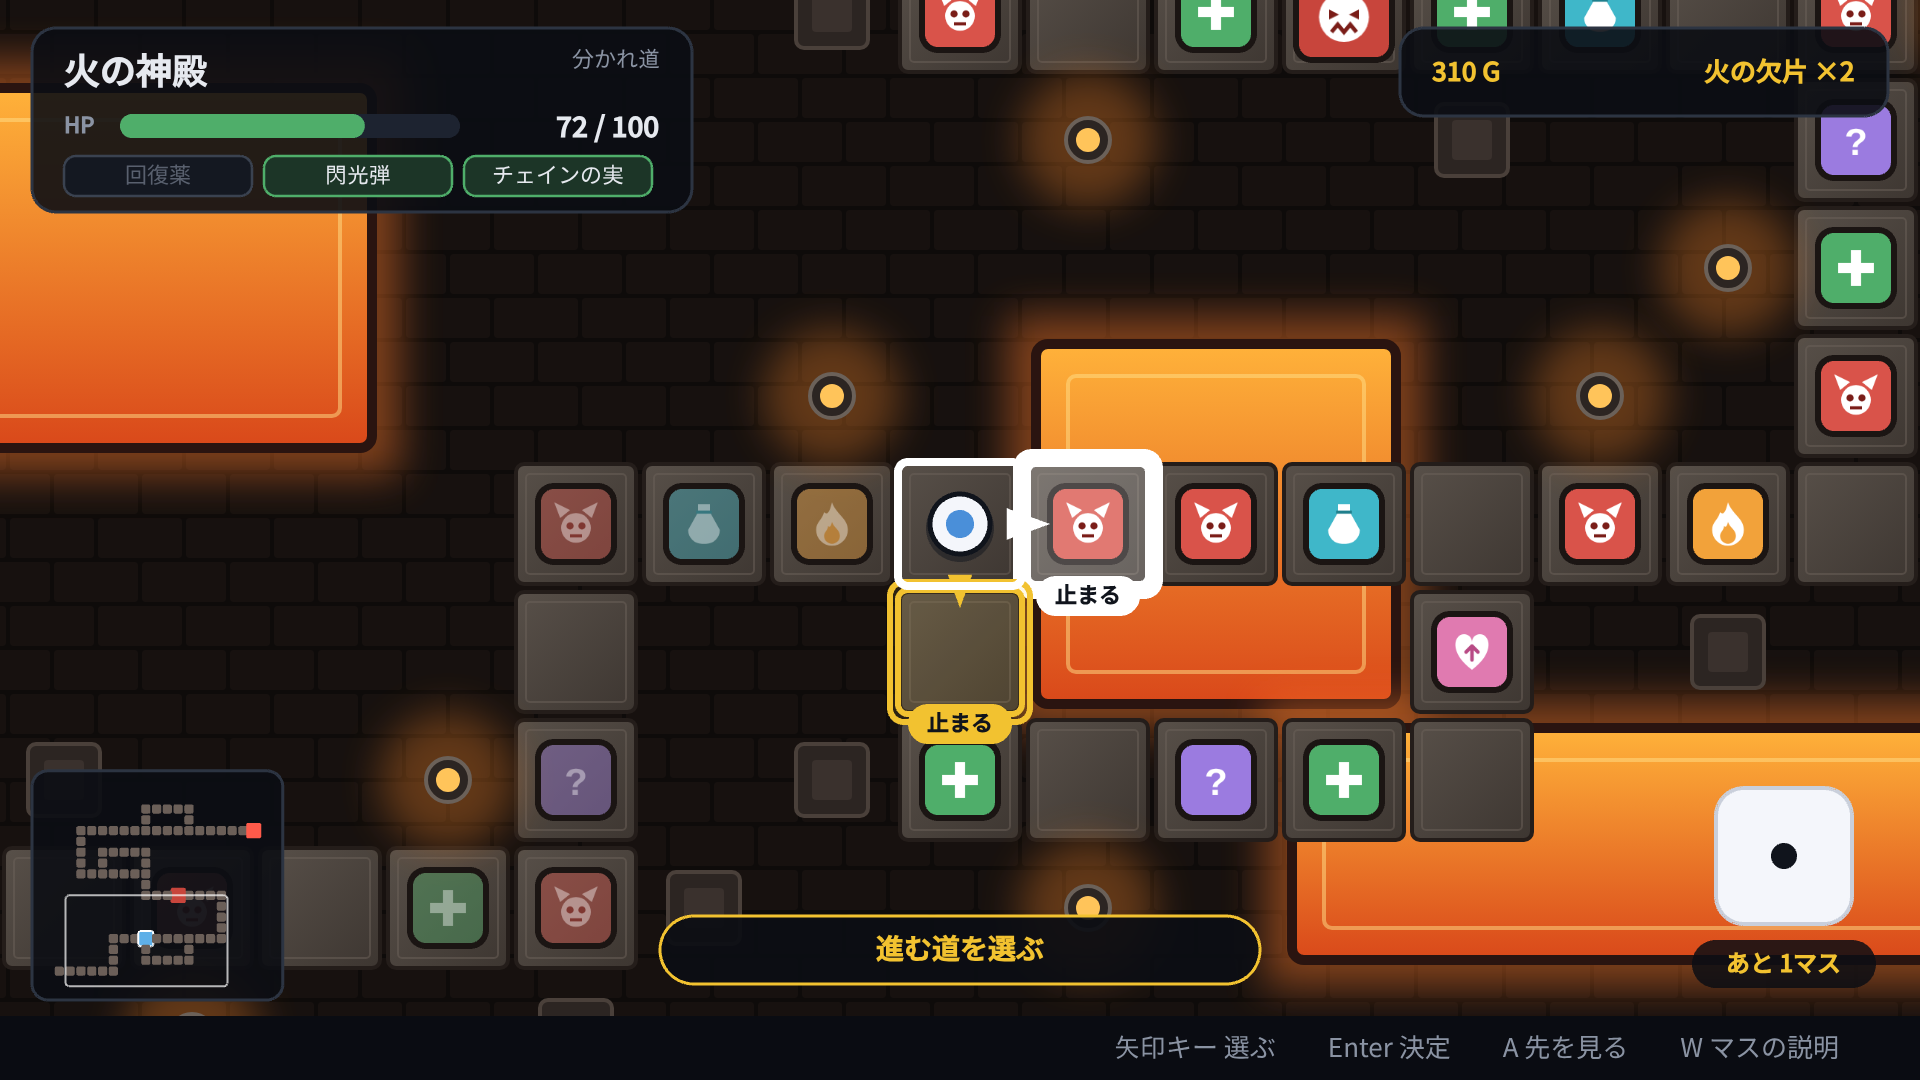 火の神殿
分かれ道
HP
72 / 100
回復薬
閃光弾
チェインの実
310 G
火の欠片 ×2
?
止まる
止まる
?
?
進む道を選ぶ
あと 1マス
矢印キー 選ぶ
Enter 決定
A 先を見る
W マスの説明